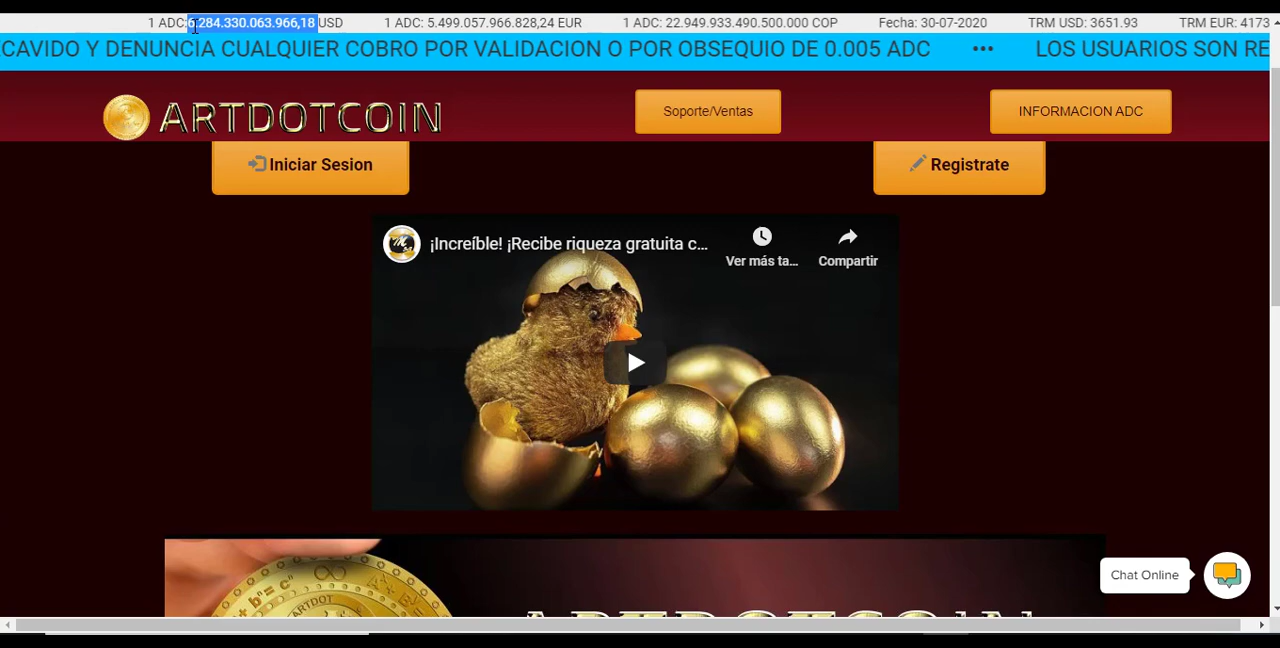 1 ADC: 6.284.330.063.966,18 USD 1 ADC: 5.499.057.966.828,24 EUR 1 ADC: 22.949.933.490.500.000 COP Fecha: 30-07-2020 TRM USD: 3651.93 TRM EUR: 4173
CAVIDO Y DENUNCIA CUALQUIER COBRO POR VALIDACION O POR OBSEQUIO DE 0.005 ADC ••• LOS USUARIOS SON RE
ARTDOTCOIN Soporte/Ventas INFORMACION ADC
Iniciar Sesion Registrate
¡Increíble! ¡Recibe riqueza gratuita c...
Ver más ta... Compartir
Chat Online
ARTDOT
ARTDOTCOIN